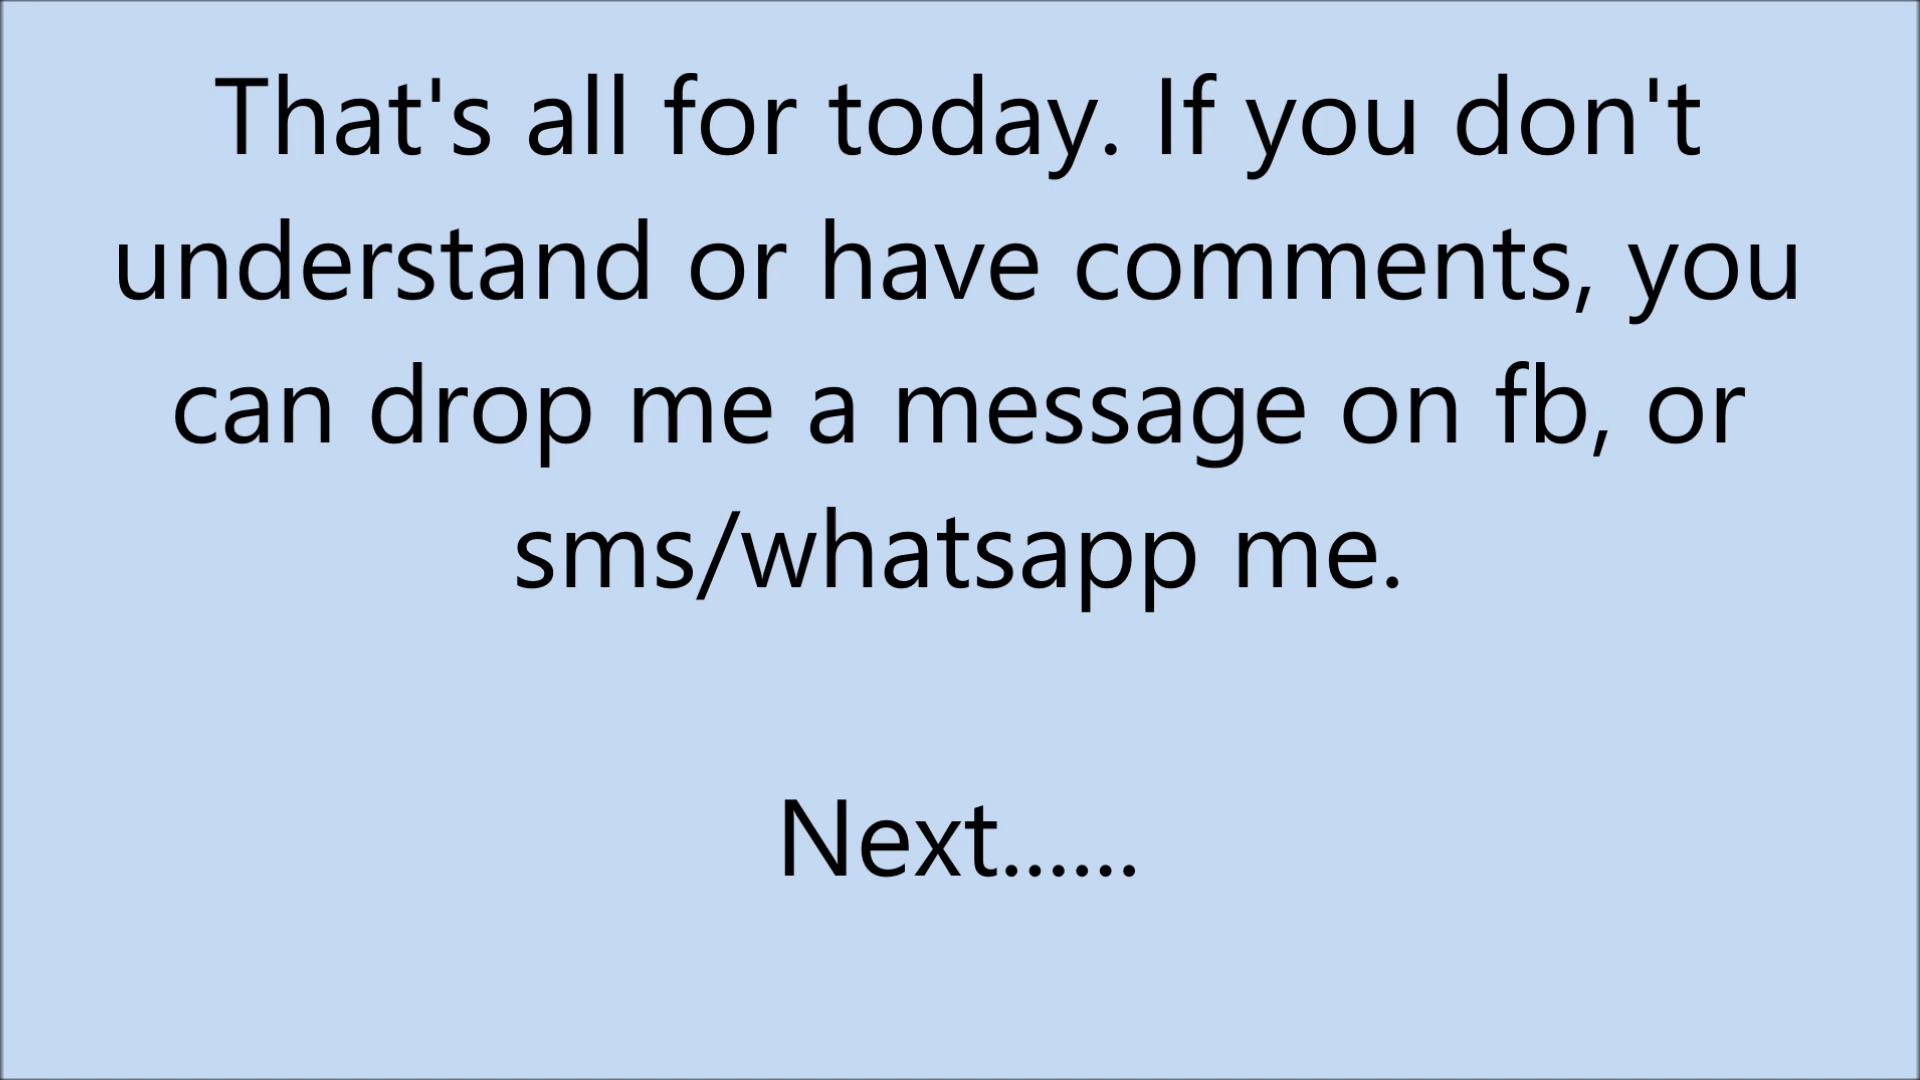 That's all for today. If you don't
understand or have comments, you
can drop me a message on fb, or
sms/whatsapp me.
Next......